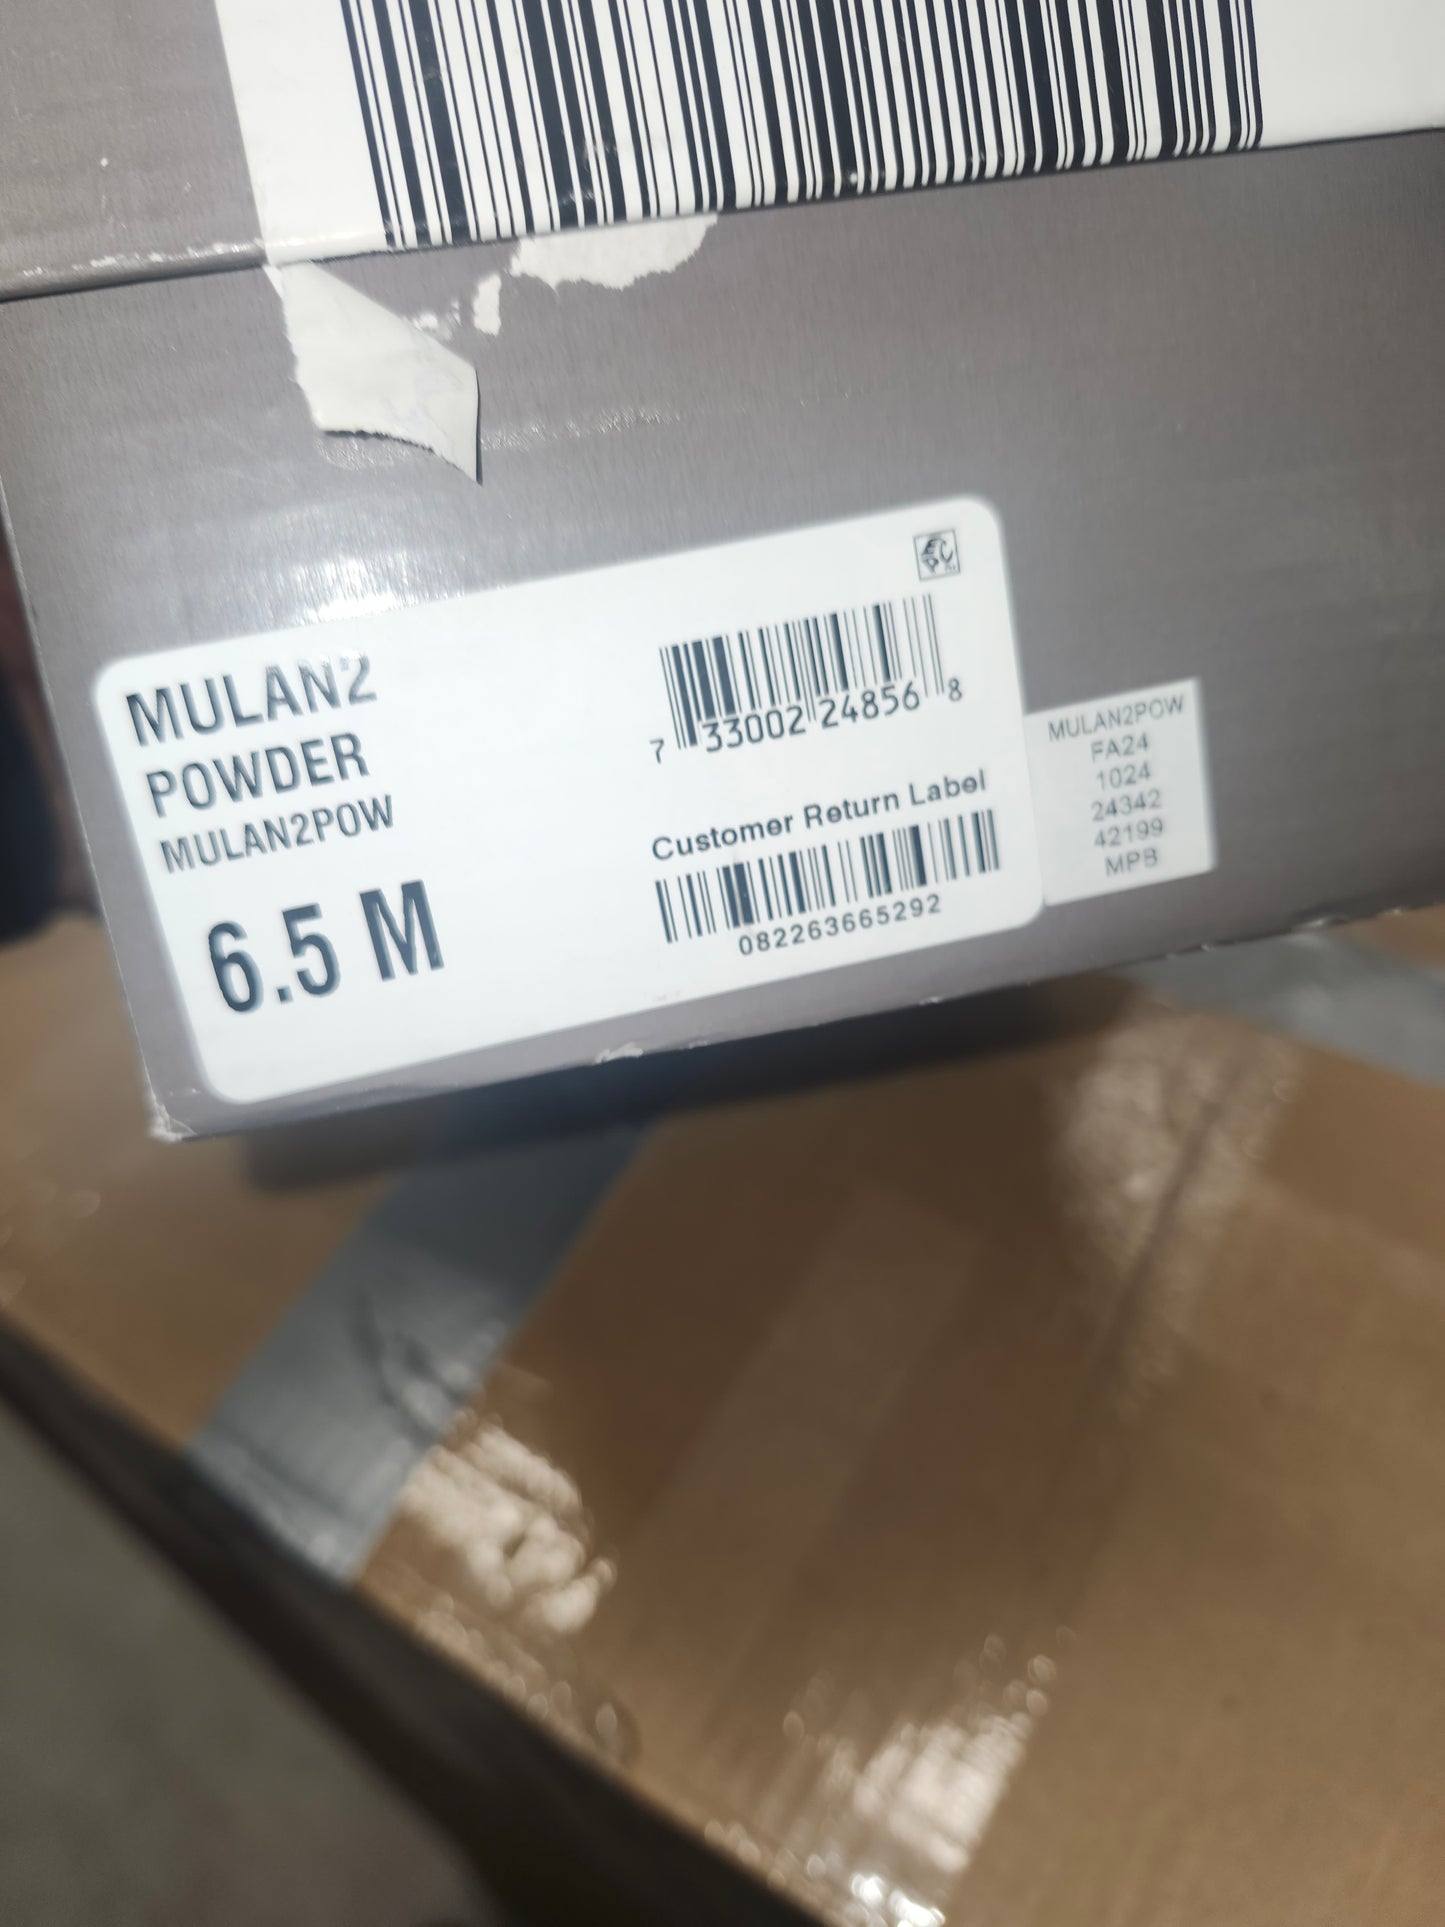 MULAN2
POWDER
MULAN2POW
6.5 M
7 33002 24856 8
Customer Return Label
082263665292
MULAN2POW
FA24
1024
24342
42199
MPB